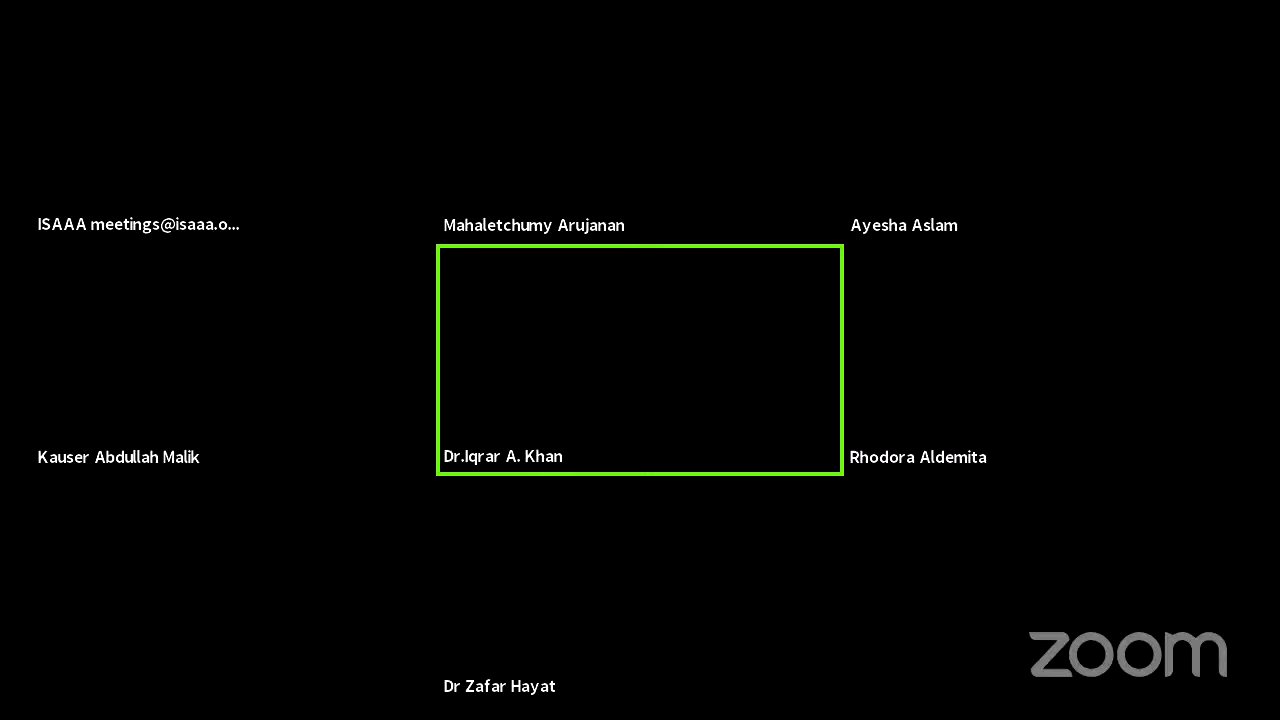 ISAAA meetings@isaaa.o...
Mahaletchumy Arujanan
Ayesha Aslam
Kauser Abdullah Malik
Dr.Iqrar A. Khan
Rhodora Aldemita
Dr Zafar Hayat
zoom